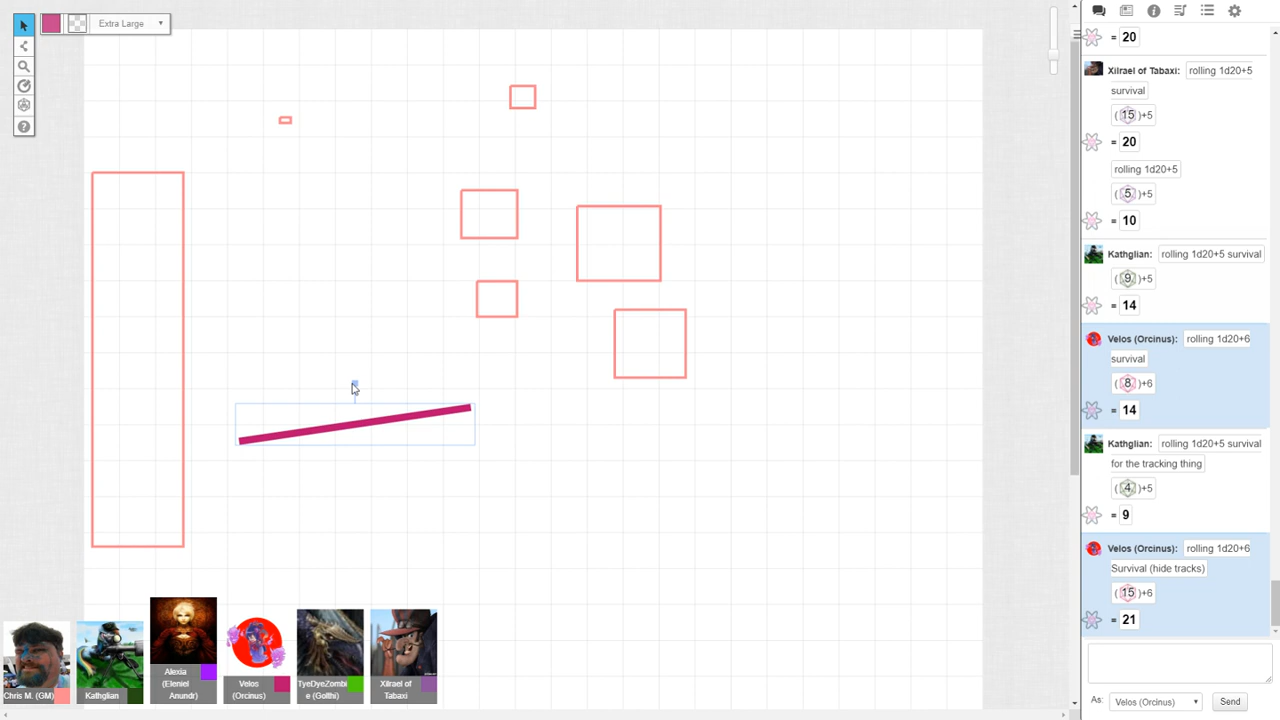 Extra Large
= 20
Xilrael of Tabaxi: rolling 1d20+5
survival
(15)+5
= 20
rolling 1d20+5
(5)+5
= 10
Kathglian: rolling 1d20+5 survival
(9)+5
= 14
Velos (Orcinus): rolling 1d20+6
survival
(8)+6
= 14
Kathglian: rolling 1d20+5 survival
for the tracking thing
(4)+5
= 9
Velos (Orcinus): rolling 1d20+6
Survival (hide tracks)
(15)+6
= 21
Chris M. (GM)
Kathglian
Alexia
(Eleniel
Anundr)
Velos
(Orcinus)
TyeDyeZombi
e (Golthi)
Xilrael of
Tabaxi
As: Velos (Orcinus) Send